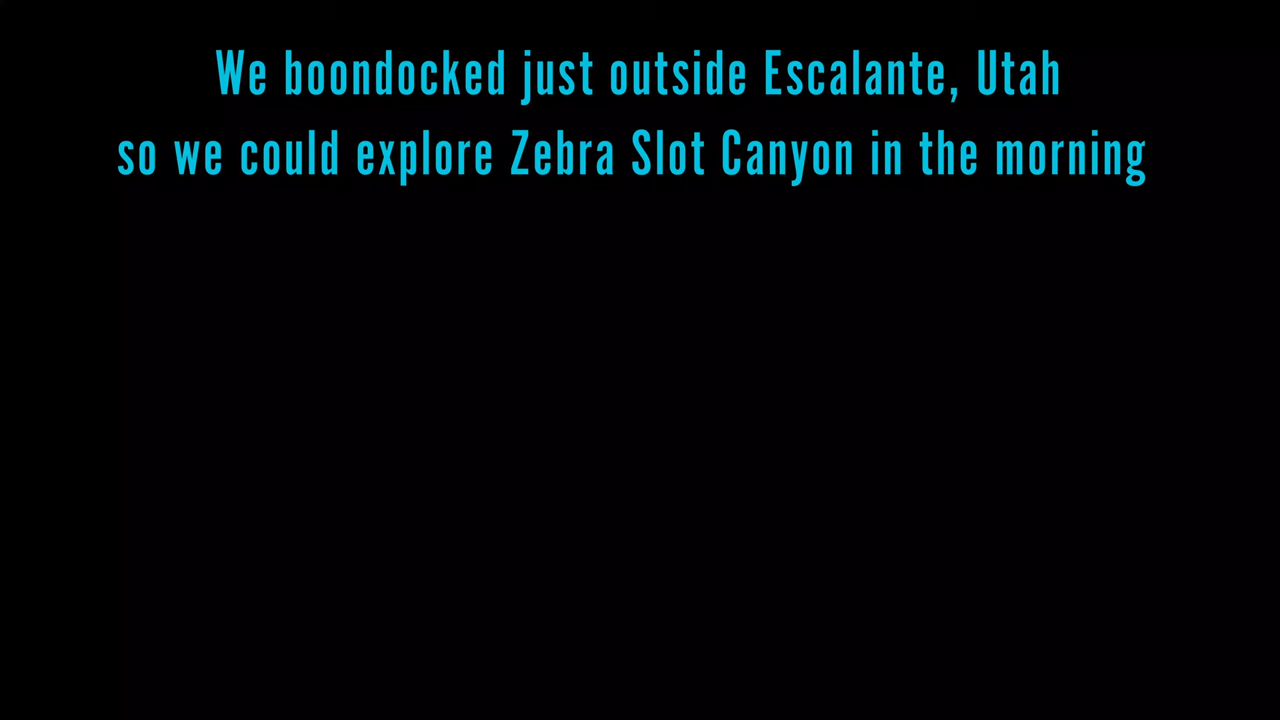 We boondocked just outside Escalante, Utah
so we could explore Zebra Slot Canyon in the morning